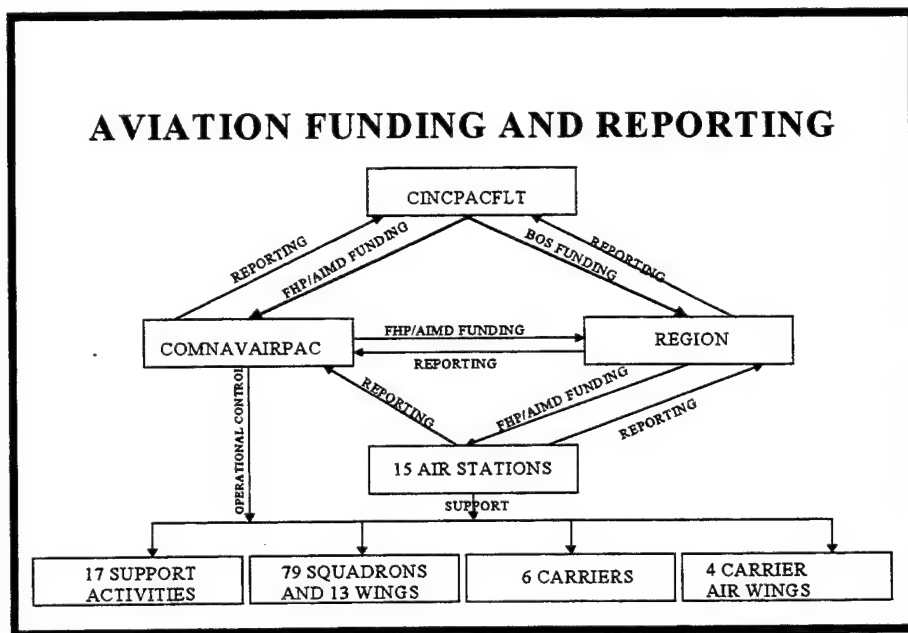 AVIATION FUNDING AND REPORTING
CINCPACFLT
REPORTING
FHP/AIMD FUNDING
BOS FUNDING
REPORTING
COMNAVAIRPAC
FHP/AIMD FUNDING
REPORTING
REGION
OPERATIONAL CONTROL
REPORTING
FHP/AIMD FUNDING
REPORTING
15 AIR STATIONS
SUPPORT
17 SUPPORT
ACTIVITIES
79 SQUADRONS
AND 13 WINGS
6 CARRIERS
4 CARRIER
AIR WINGS